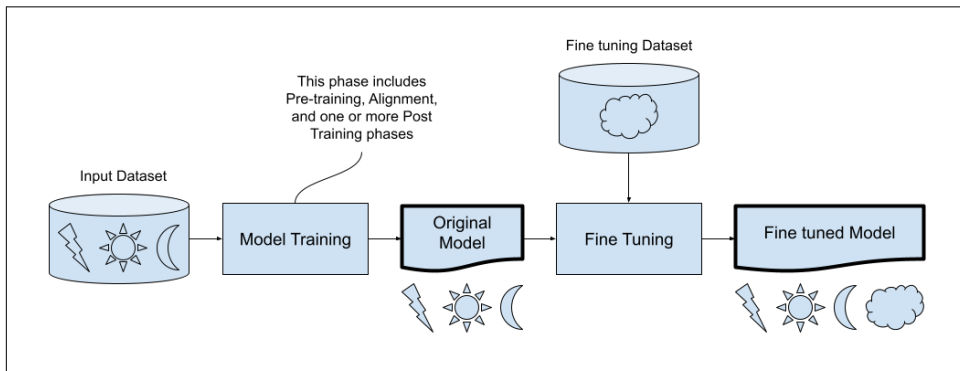 Fine tuning Dataset
This phase includes
Pre-training, Alignment,
and one or more Post
Training phases
Input Dataset
Model Training
Original
Model
Fine Tuning
Fine tuned Model